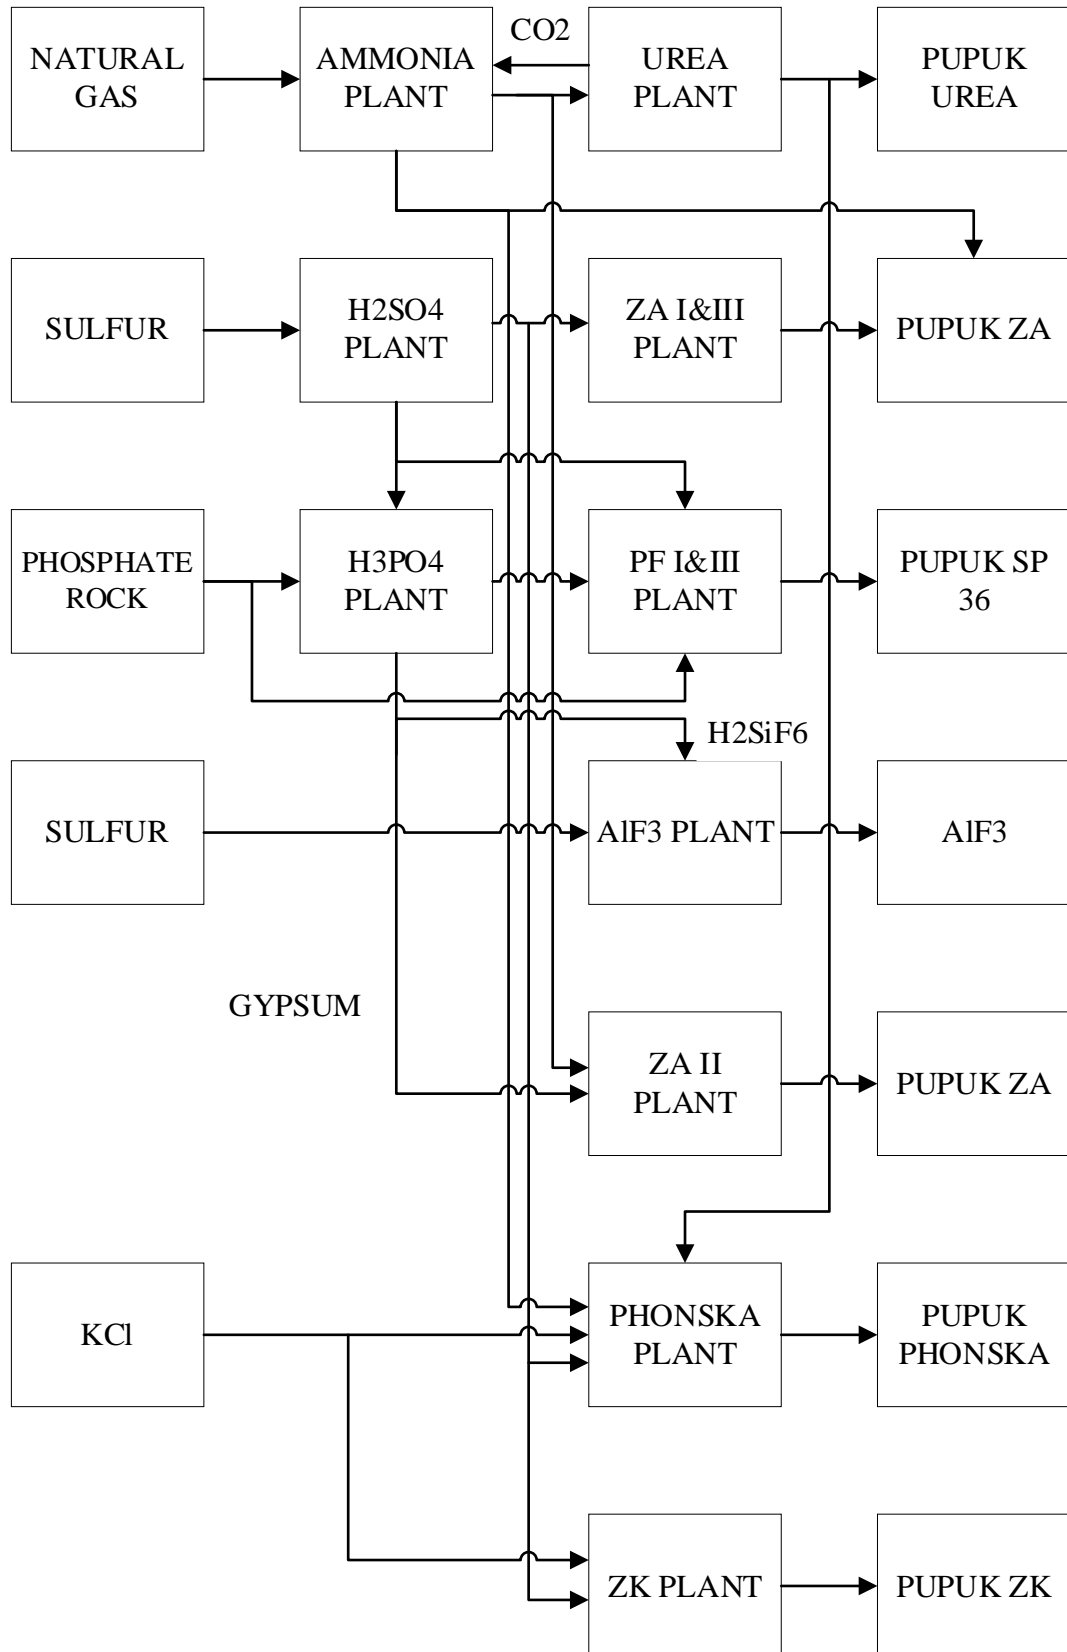 CO2
NATURAL
GAS
AMMONIA
PLANT
UREA
PLANT
PUPUK
UREA
SULFUR
H2SO4
PLANT
ZA I&III
PLANT
PUPUK ZA
PHOSPHATE
ROCK
H3PO4
PLANT
PF I&III
PLANT
PUPUK SP
36
H2SiF6
SULFUR
AlF3 PLANT
AlF3
GYPSUM
ZA II
PLANT
PUPUK ZA
KCl
PHONSKA
PLANT
PUPUK
PHONSKA
ZK PLANT
PUPUK ZK